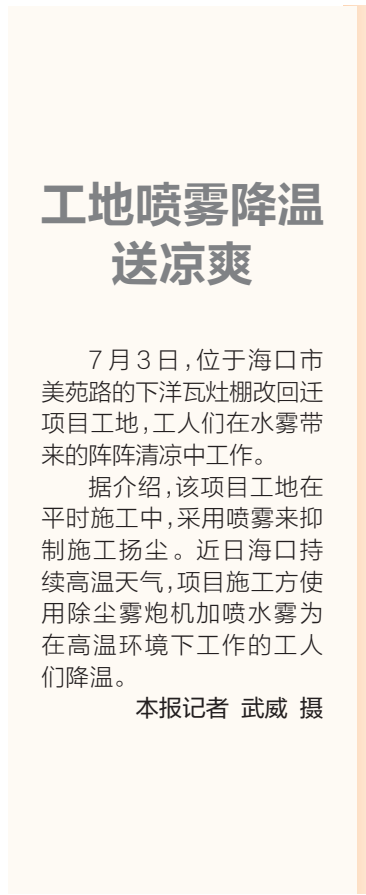 工地喷雾降温
送凉爽
7月3日,位于海口市
美苑路的下洋瓦灶棚改回迁
项目工地,工人们在水雾带
来的阵阵清凉中工作。
据介绍,该项目工地在
平时施工中,采用喷雾来抑
制施工扬尘。近日海口持
续高温天气,项目施工方使
用除尘雾炮机加喷水雾为
在高温环境下工作的工人
们降温。
本报记者 武威 摄